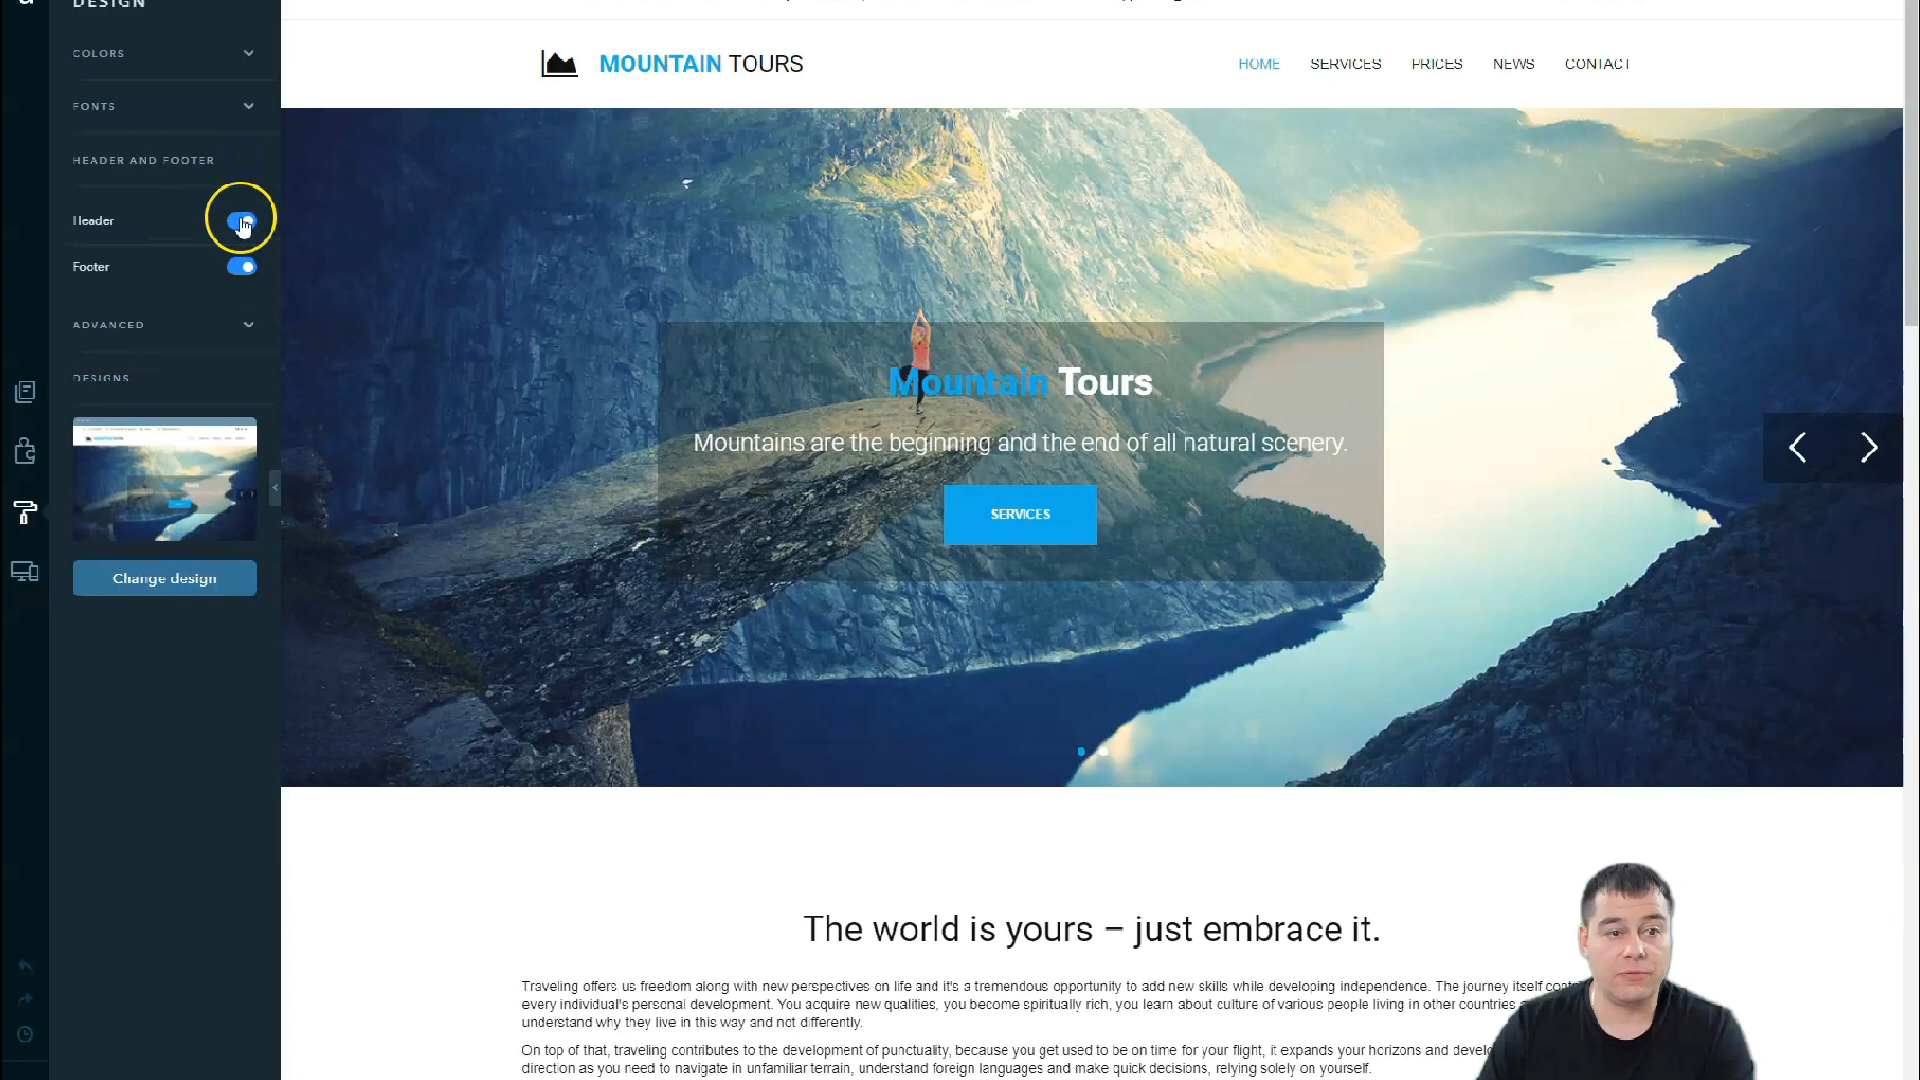 DESIGN
COLORS
FONTS
HEADER AND FOOTER
Header
Footer
ADVANCED
DESIGNS
Change design
MOUNTAIN TOURS
HOME SERVICES PRICES NEWS CONTACT
Mountain Tours
Mountains are the beginning and the end of all natural scenery.
SERVICES
The world is yours – just embrace it.
Traveling offers us freedom along with new perspectives on life and it's a tremendous opportunity to add new skills while developing independence. The journey itself
every individual's personal development. You acquire new qualities, you become spiritually rich, you learn about culture of various people living in other countries
understand why they live in this way and not differently.
On top of that, traveling contributes to the development of punctuality, because you get used to be on time for your flight, it expands your horizons and
direction as you need to navigate in unfamiliar terrain, understand foreign languages and make quick decisions, relying solely on yourself.